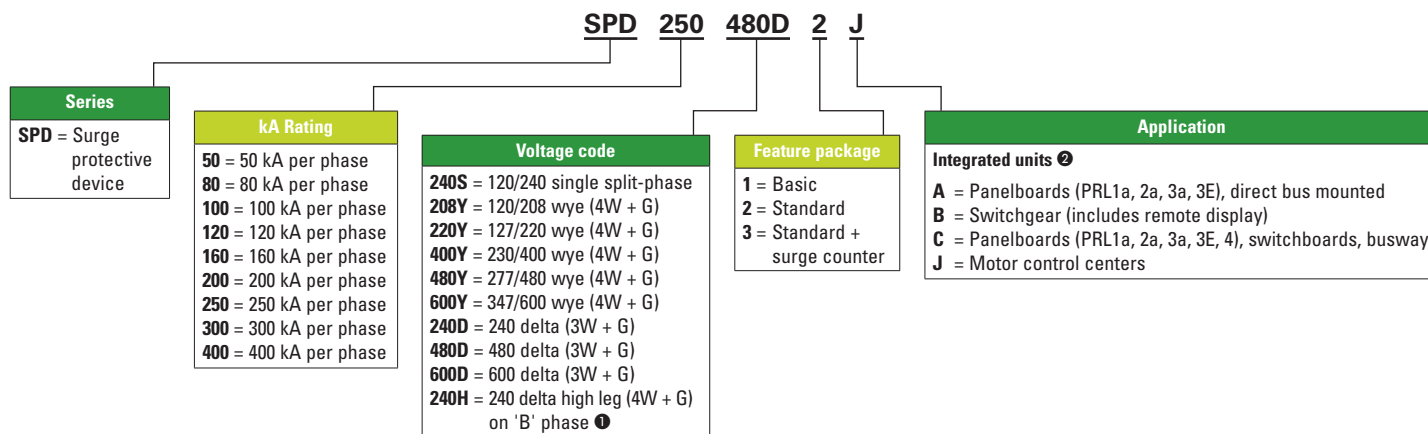 SPD 250 480D 2 J
Series
SPD = Surge
protective
device
kA Rating
50 = 50 kA per phase
80 = 80 kA per phase
100 = 100 kA per phase
120 = 120 kA per phase
160 = 160 kA per phase
200 = 200 kA per phase
250 = 250 kA per phase
300 = 300 kA per phase
400 = 400 kA per phase
Voltage code
240S = 120/240 single split-phase
208Y = 120/208 wye (4W + G)
220Y = 127/220 wye (4W + G)
400Y = 230/400 wye (4W + G)
480Y = 277/480 wye (4W + G)
600Y = 347/600 wye (4W + G)
240D = 240 delta (3W + G)
480D = 480 delta (3W + G)
600D = 600 delta (3W + G)
240H = 240 delta high leg (4W + G)
on 'B' phase ❶
Feature package
1 = Basic
2 = Standard
3 = Standard +
surge counter
Application
Integrated units ❷
A = Panelboards (PRL1a, 2a, 3a, 3E), direct bus mounted
B = Switchgear (includes remote display)
C = Panelboards (PRL1a, 2a, 3a, 3E, 4), switchboards, busway
J = Motor control centers